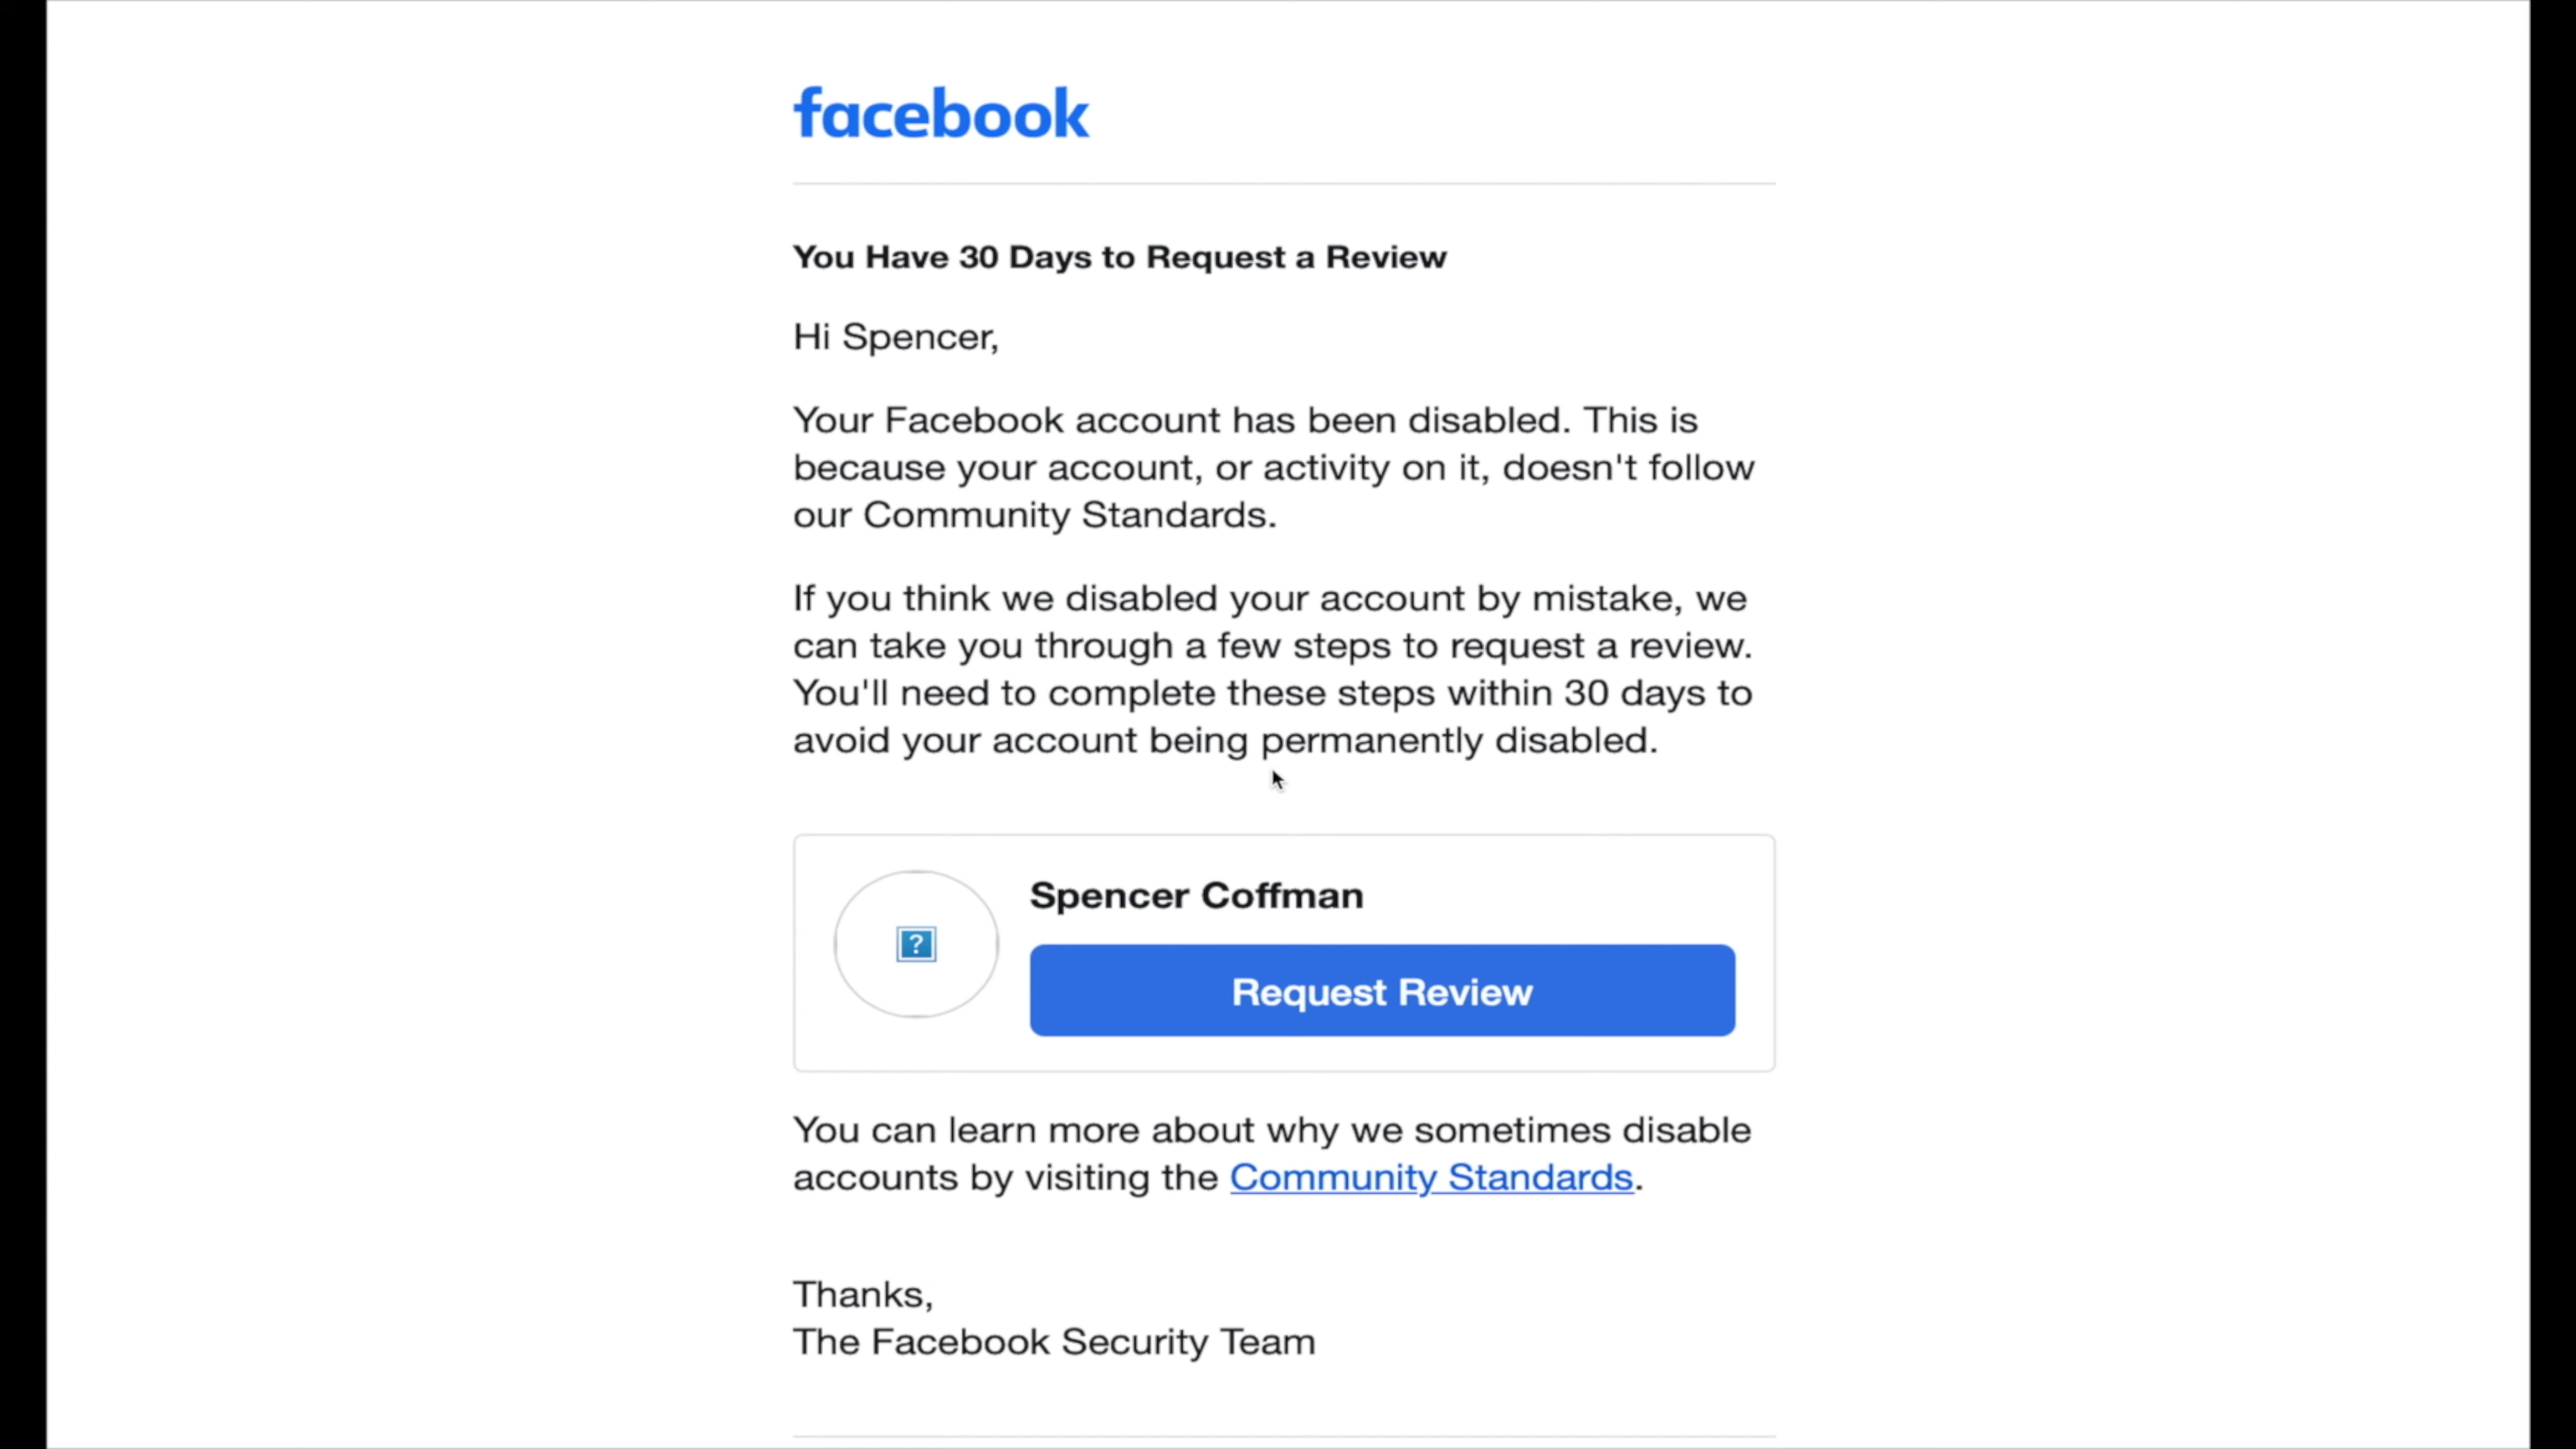 facebook
You Have 30 Days to Request a Review
Hi Spencer,
Your Facebook account has been disabled. This is
because your account, or activity on it, doesn't follow
our Community Standards.
If you think we disabled your account by mistake, we
can take you through a few steps to request a review.
You'll need to complete these steps within 30 days to
avoid your account being permanently disabled.
?
Spencer Coffman
Request Review
You can learn more about why we sometimes disable
accounts by visiting the Community Standards.
Thanks,
The Facebook Security Team